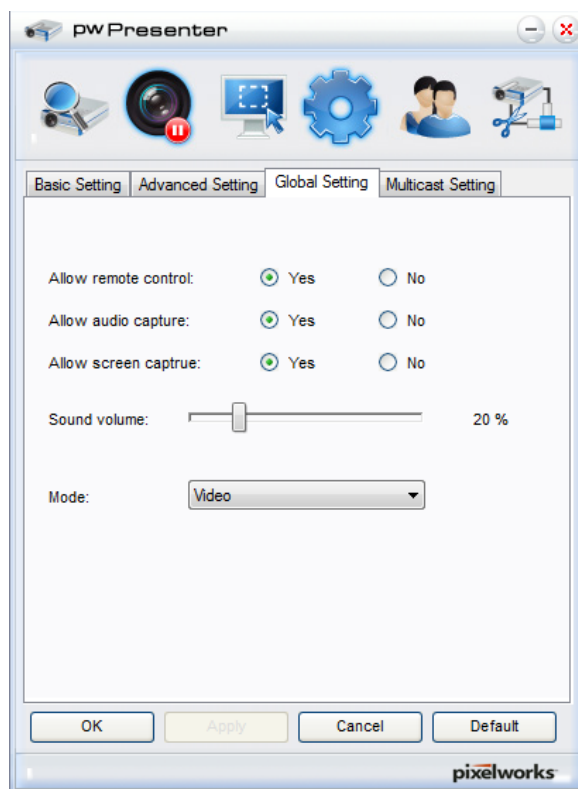 pwPresenter
Basic Setting Advanced Setting Global Setting Multicast Setting
Allow remote control: Yes No
Allow audio capture: Yes No
Allow screen captrue: Yes No
Sound volume: 20 %
Mode: Video
OK Apply Cancel Default
pixelworks